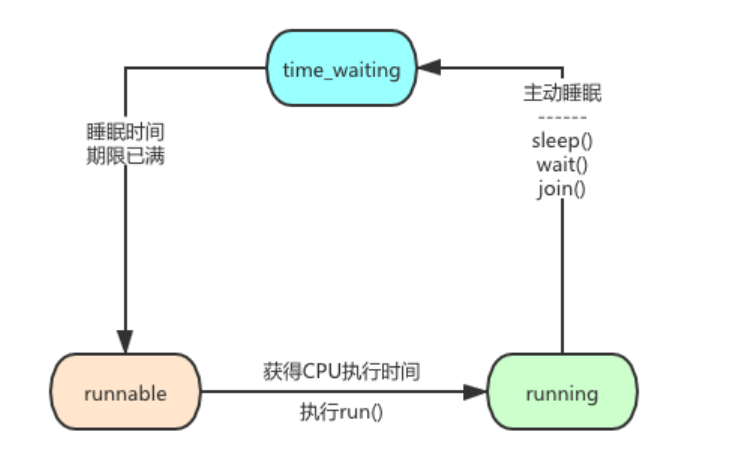 time_waiting
主动睡眠
------
sleep()
wait()
join()
睡眠时间
期限已满
runnable
获得CPU执行时间
执行run()
running